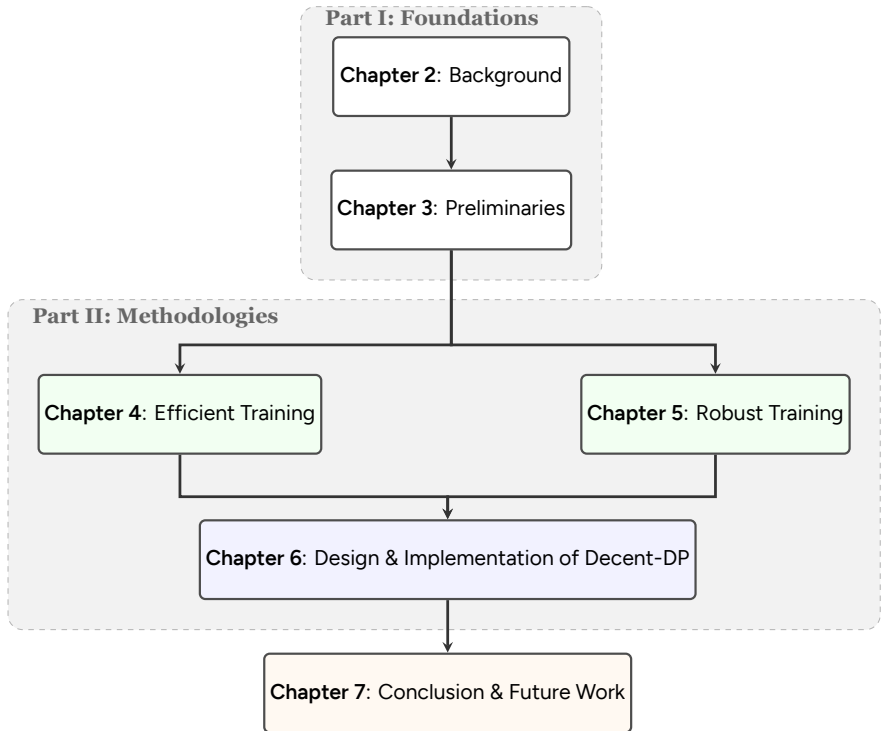 Part I: Foundations
Chapter 2: Background
Chapter 3: Preliminaries
Part II: Methodologies
Chapter 4: Efficient Training
Chapter 5: Robust Training
Chapter 6: Design & Implementation of Decent-DP
Chapter 7: Conclusion & Future Work